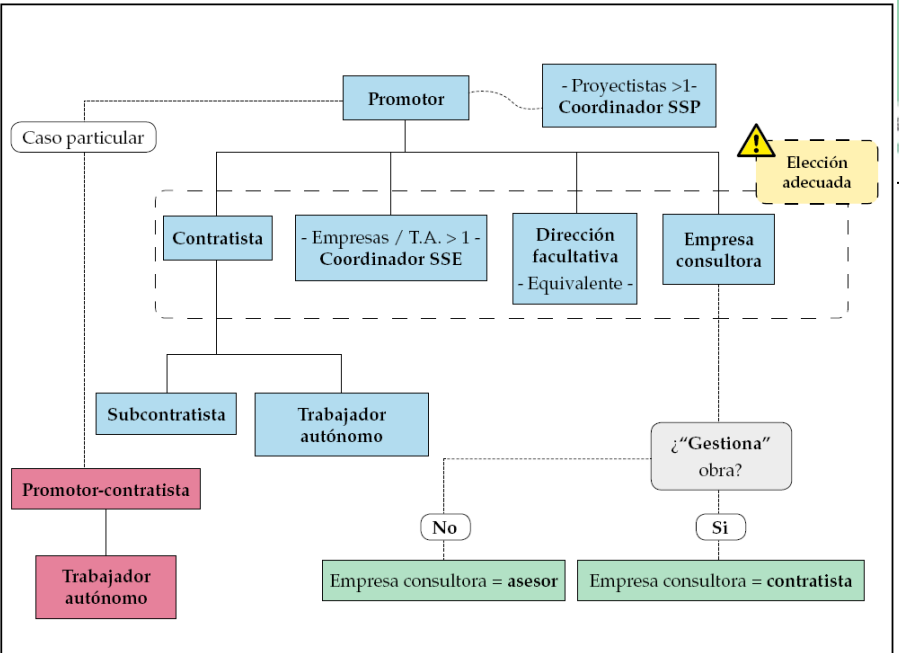 Promotor
- Proyectistas >1-
Coordinador SSP
Caso particular
Elección
adecuada
Contratista
- Empresas / T.A. > 1 -
Coordinador SSE
Dirección
facultativa
- Equivalente -
Empresa
consultora
Subcontratista
Trabajador
autónomo
¿“Gestiona”
obra?
Promotor-contratista
No
Si
Trabajador
autónomo
Empresa consultora = asesor
Empresa consultora = contratista